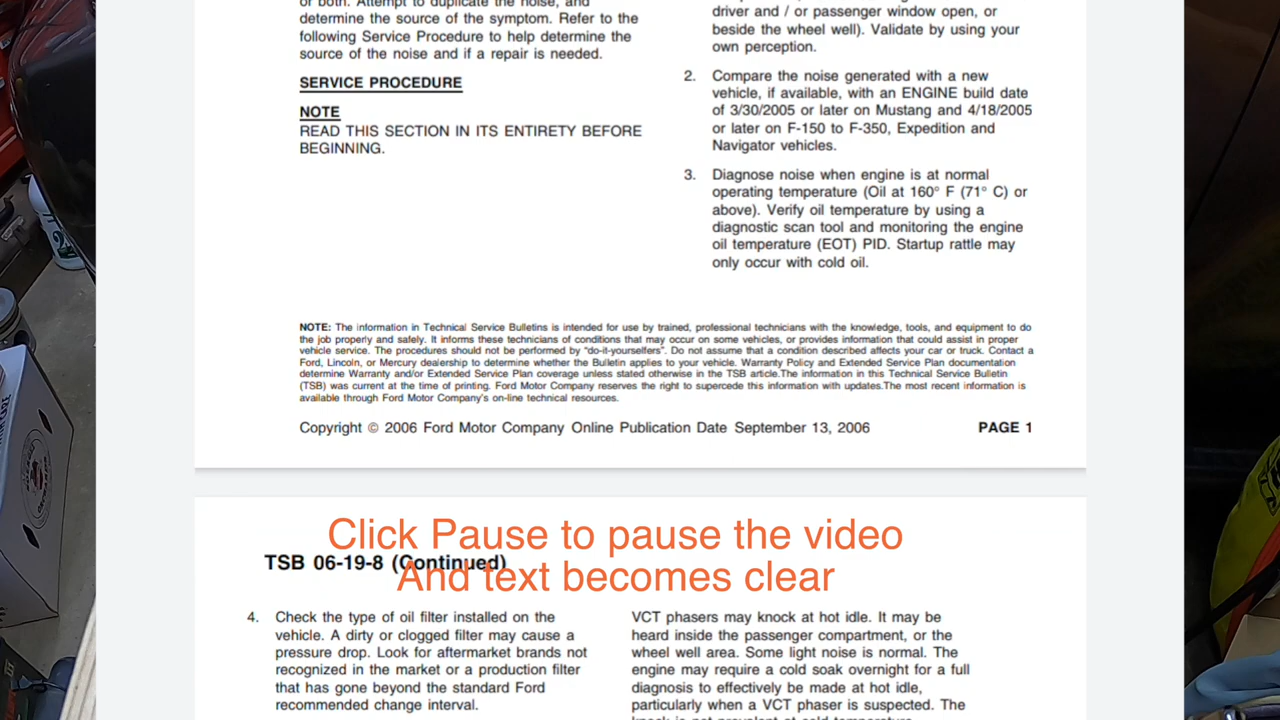 or both. Attempt to duplicate the noise, and
determine the source of the symptom. Refer to the
following Service Procedure to help determine the
source of the noise and if a repair is needed.
SERVICE PROCEDURE
NOTE
READ THIS SECTION IN ITS ENTIRETY BEFORE
BEGINNING.
driver and / or passenger window open, or
beside the wheel well). Validate by using your
own perception.
2. Compare the noise generated with a new
vehicle, if available, with an ENGINE build date
of 3/30/2005 or later on Mustang and 4/18/2005
or later on F-150 to F-350, Expedition and
Navigator vehicles.
3. Diagnose noise when engine is at normal
operating temperature (Oil at 160° F (71° C) or
above). Verify oil temperature by using a
diagnostic scan tool and monitoring the engine
oil temperature (EOT) PID. Startup rattle may
only occur with cold oil.
NOTE: The information in Technical Service Bulletins is intended for use by trained, professional technicians with the knowledge, tools, and equipment to do
the job properly and safely. It informs these technicians of conditions that may occur on some vehicles, or provides information that could assist in proper
vehicle service. The procedures should not be performed by "do-it-yourselfers". Do not assume that a condition described affects your car or truck. Contact a
Ford, Lincoln, or Mercury dealership to determine whether the Bulletin applies to your vehicle. Warranty Policy and Extended Service Plan documentation
determine Warranty and/or Extended Service Plan coverage unless stated otherwise in the TSB article.The information in this Technical Service Bulletin
(TSB) was current at the time of printing. Ford Motor Company reserves the right to supercede this information with updates.The most recent information is
available through Ford Motor Company's on-line technical resources.
Copyright © 2006 Ford Motor Company Online Publication Date September 13, 2006 PAGE 1
Click Pause to pause the video
TSB 06-19-8 (Continued)
And text becomes clear
4. Check the type of oil filter installed on the
vehicle. A dirty or clogged filter may cause a
pressure drop. Look for aftermarket brands not
recognized in the market or a production filter
that has gone beyond the standard Ford
recommended change interval.
VCT phasers may knock at hot idle. It may be
heard inside the passenger compartment, or the
wheel well area. Some light noise is normal. The
engine may require a cold soak overnight for a full
diagnosis to effectively be made at hot idle,
particularly when a VCT phaser is suspected. The